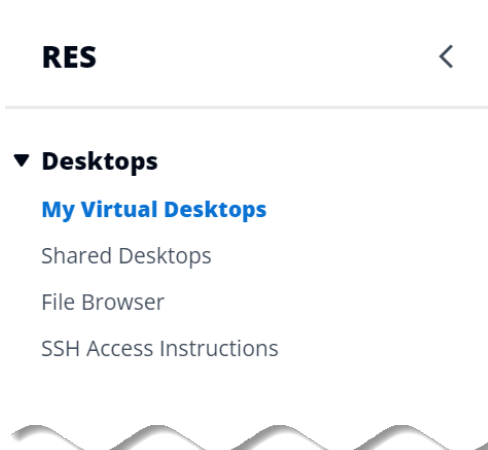 RES
Desktops
My Virtual Desktops
Shared Desktops
File Browser
SSH Access Instructions